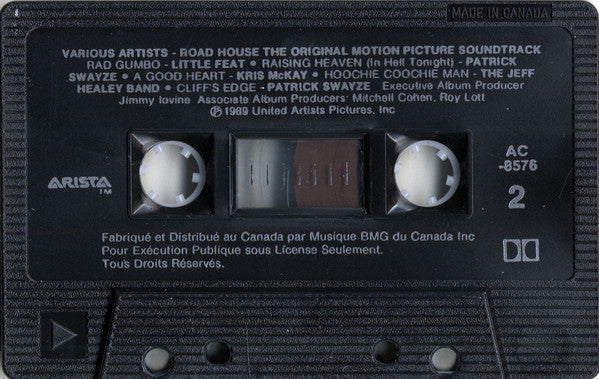 MADE IN CANADA
VARIOUS ARTISTS - ROAD HOUSE THE ORIGINAL MOTION PICTURE SOUNDTRACK
RAD GUMBO - LITTLE FEAT • RAISING HEAVEN (In Hell Tonight) - PATRICK
SWAYZE • A GOOD HEART - KRIS McKAY • HOOCHIE COOCHIE MAN - THE JEFF
HEALEY BAND • CLIFF'S EDGE - PATRICK SWAYZE Executive Album Producer
Jimmy Iovine Associate Album Producers: Mitchell Cohen, Roy Lott
℗©1989 United Artists Pictures, Inc
ARISTA
TM
AC
-8576
2
Fabriqué et Distribué au Canada par Musique BMG du Canada Inc
Pour Exécution Publique sous License Seulement.
Tous Droits Réservés.